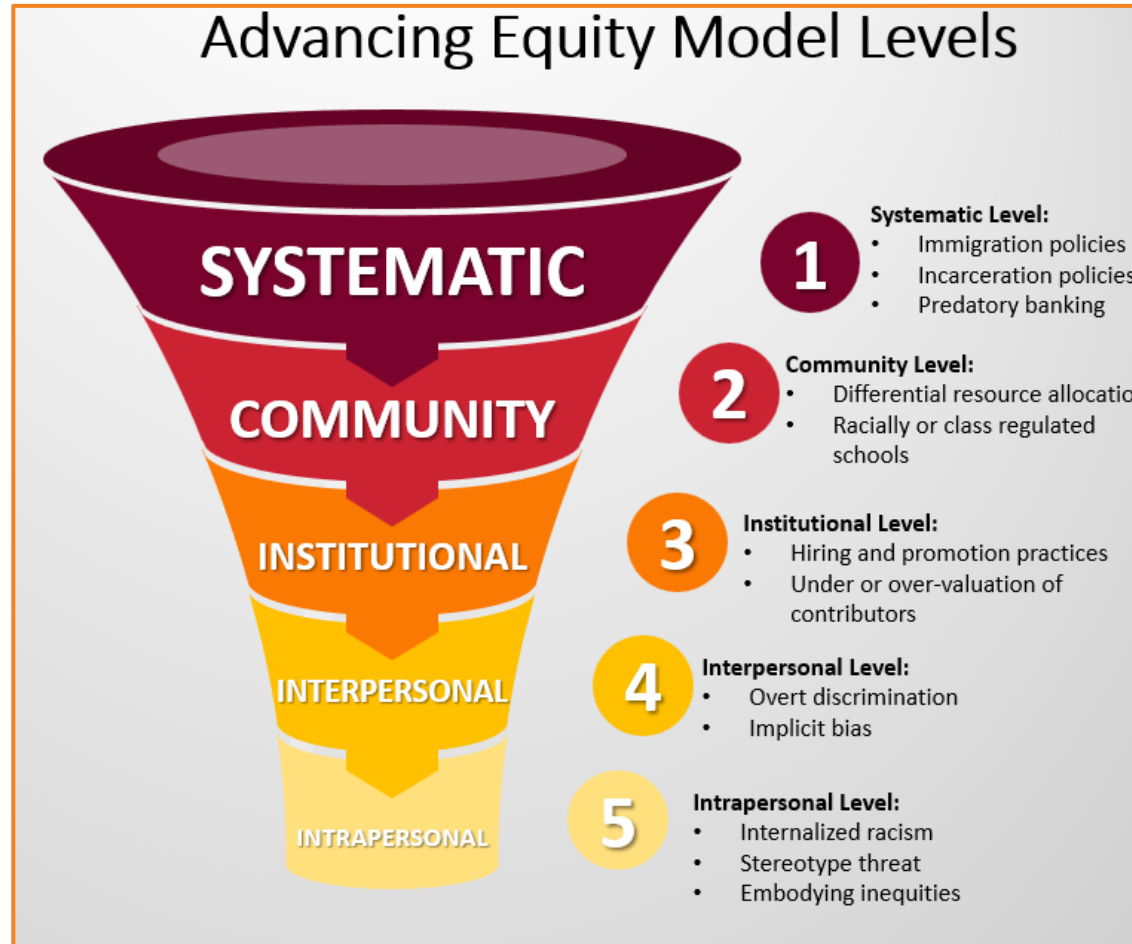 Advancing Equity Model Levels
SYSTEMATIC
COMMUNITY
INSTITUTIONAL
INTERPERSONAL
INTRAPERSONAL
1
Systematic Level:
• Immigration policies
• Incarceration policies
• Predatory banking
2
Community Level:
• Differential resource allocatio
• Racially or class regulated
schools
3
Institutional Level:
• Hiring and promotion practices
• Under or over-valuation of
contributors
4
Interpersonal Level:
• Overt discrimination
• Implicit bias
5
Intrapersonal Level:
• Internalized racism
• Stereotype threat
• Embodying inequities